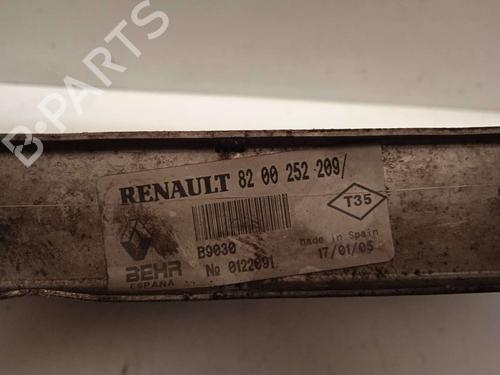 RENAULT 82 00 252 209/
T35
B9030
Made in Spain
BEHR
ESPAÑA
№ 0122091
17/01/05
B-PARTS